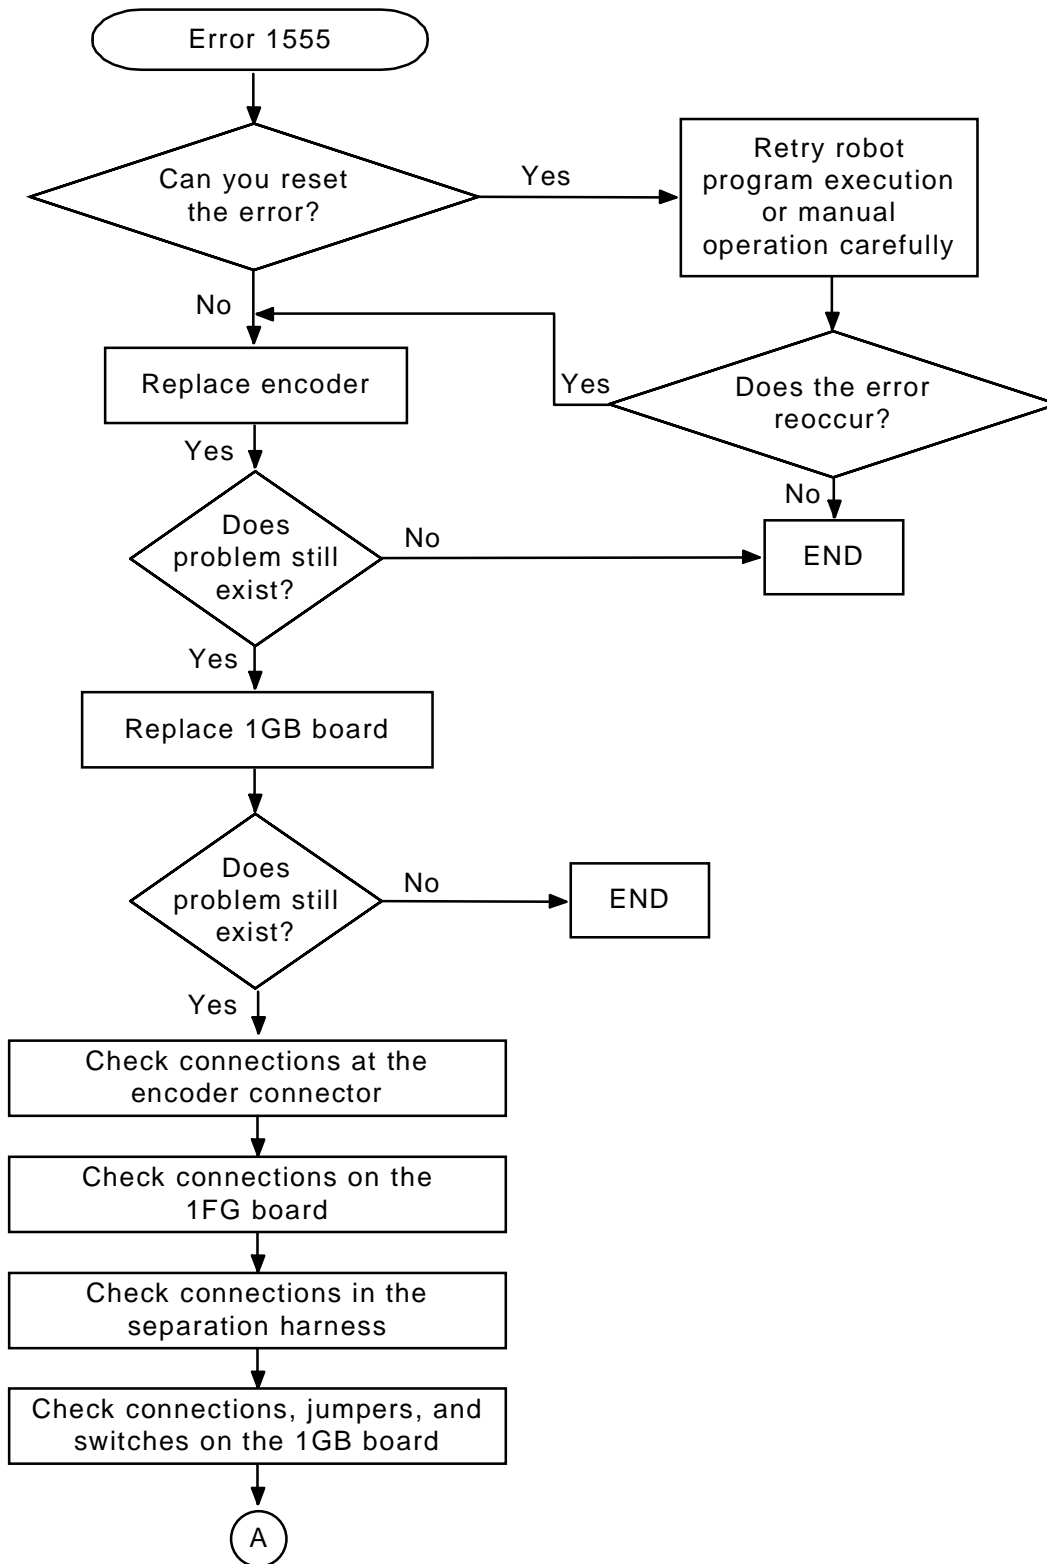 Error 1555
Can you reset
the error?
Yes
Retry robot
program execution
or manual
operation carefully
No
Replace encoder
Yes
Does the error
reoccur?
Yes
No
Does
problem still
exist?
No
END
Yes
Replace 1GB board
Does
problem still
exist?
No
END
Yes
Check connections at the
encoder connector
Check connections on the
1FG board
Check connections in the
separation harness
Check connections, jumpers, and
switches on the 1GB board
A